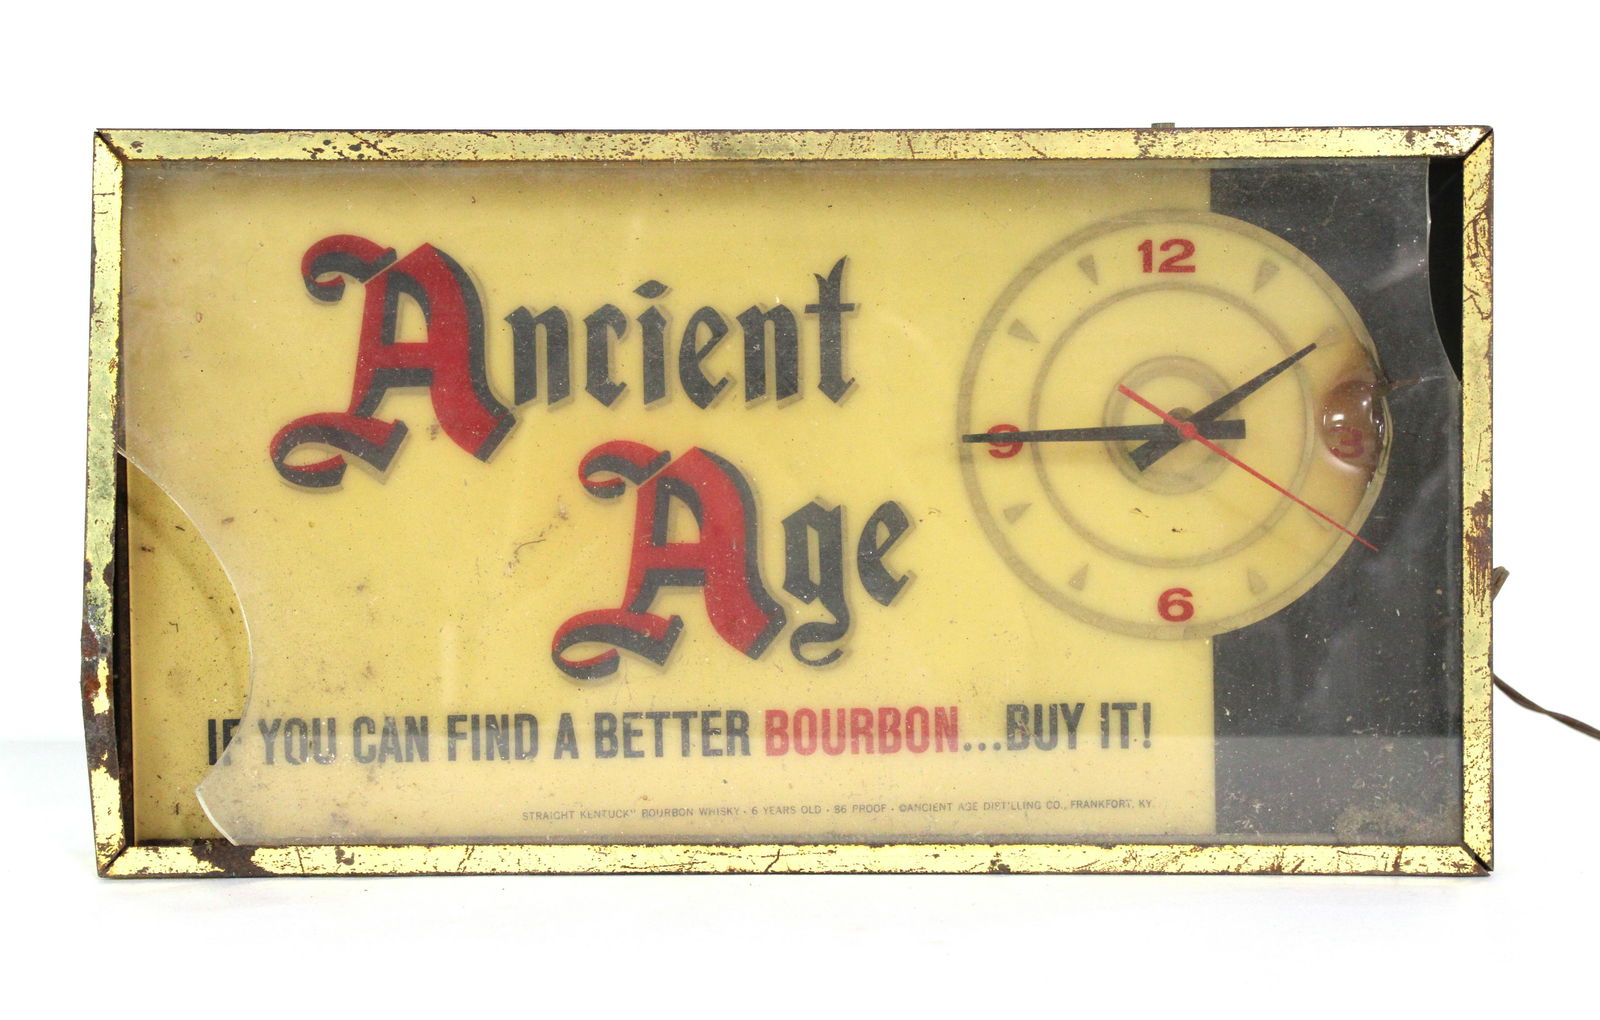 Ancient
Age
12
9
3
6
IF YOU CAN FIND A BETTER BOURBON...BUY IT!
STRAIGHT KENTUCKY BOURBON WHISKY · 6 YEARS OLD · 86 PROOF · ©ANCIENT AGE DISTILLING CO., FRANKFORT, KY.